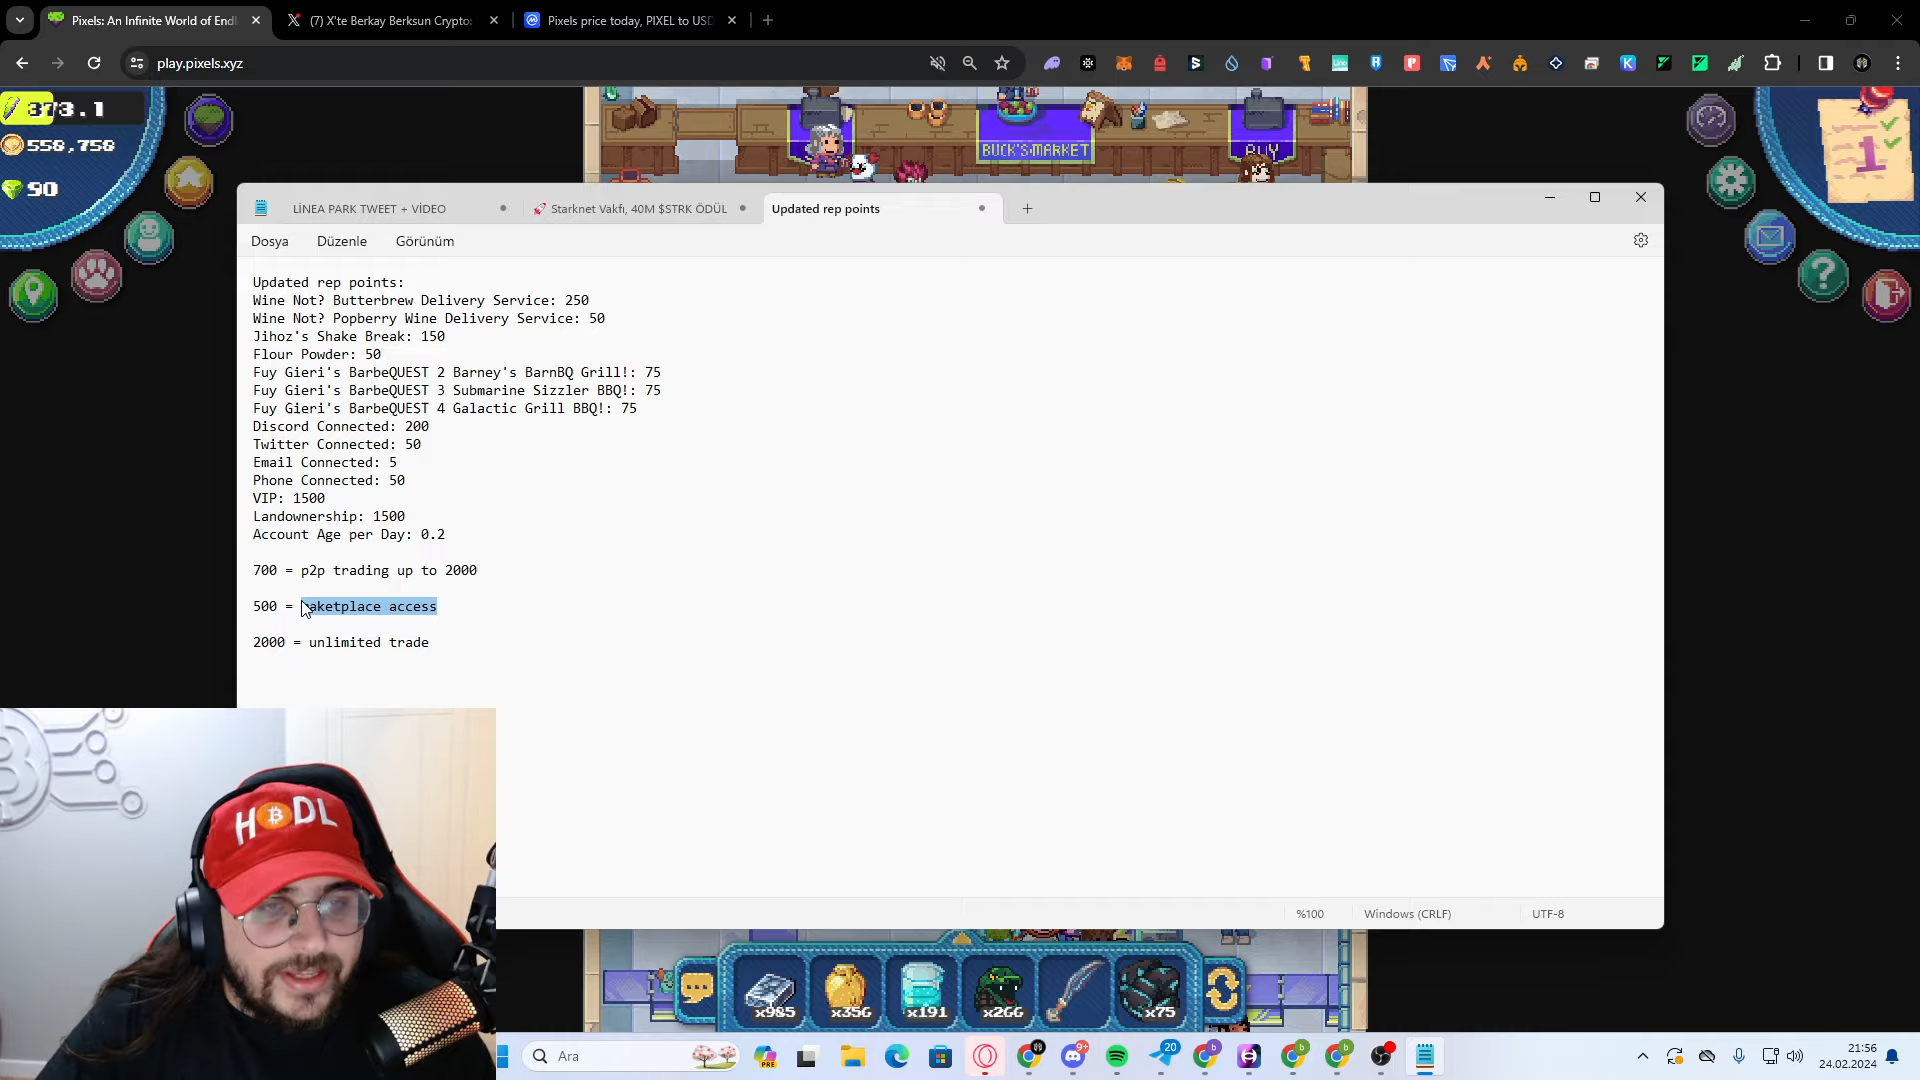 Pixels: An Infinite World of Endl
(7) X'te Berkay Berksun Crypto:
Pixels price today, PIXEL to USD
play.pixels.xyz
373.1
558,758
90
BUCK'S MARKET
BUY
1
LİNEA PARK TWEET + VİDEO
🚀 Starknet Vakfı, 40M $STRK ÖDÜL
Updated rep points
Dosya
Düzenle
Görünüm
Updated rep points:
Wine Not? Butterbrew Delivery Service: 250
Wine Not? Popberry Wine Delivery Service: 50
Jihoz's Shake Break: 150
Flour Powder: 50
Fuy Gieri's BarbeQUEST 2 Barney's BarnBQ Grill!: 75
Fuy Gieri's BarbeQUEST 3 Submarine Sizzler BBQ!: 75
Fuy Gieri's BarbeQUEST 4 Galactic Grill BBQ!: 75
Discord Connected: 200
Twitter Connected: 50
Email Connected: 5
Phone Connected: 50
VIP: 1500
Landownership: 1500
Account Age per Day: 0.2
700 = p2p trading up to 2000
500 = maketplace access
2000 = unlimited trade
%100
Windows (CRLF)
UTF-8
H₿DL
x985
x356
x191
x266
x75
Ara
PRE
9+
20
21:56
24.02.2024